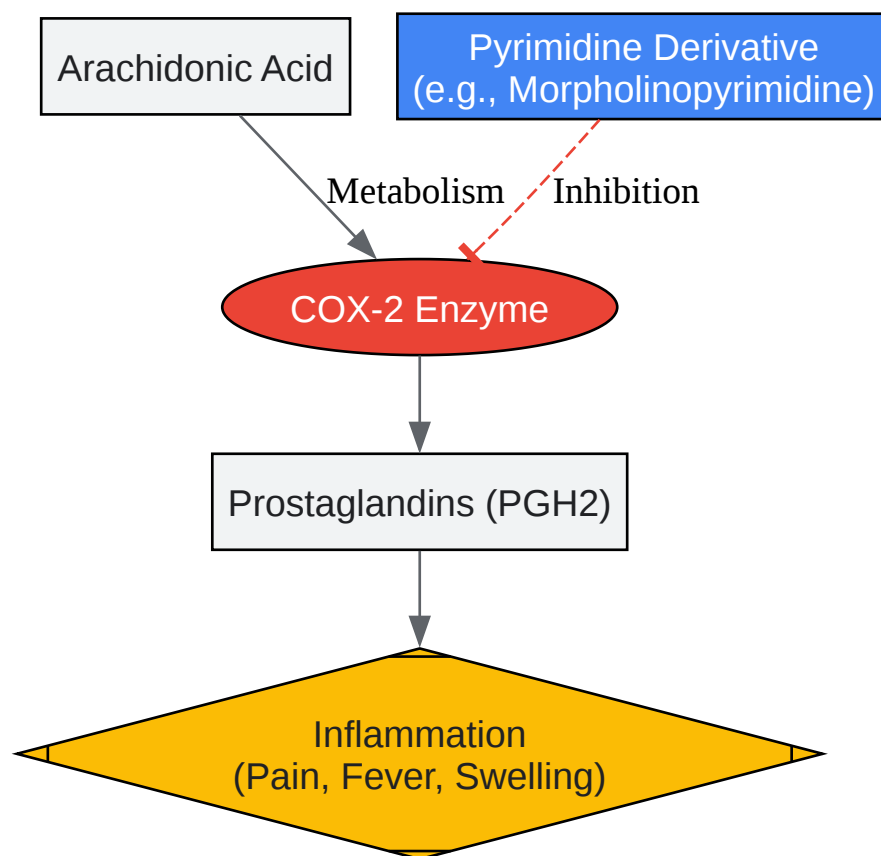 Arachidonic Acid
Pyrimidine Derivative
(e.g., Morpholinopyrimidine)
Metabolism
Inhibition
COX-2 Enzyme
Prostaglandins (PGH2)
Inflammation
(Pain, Fever, Swelling)